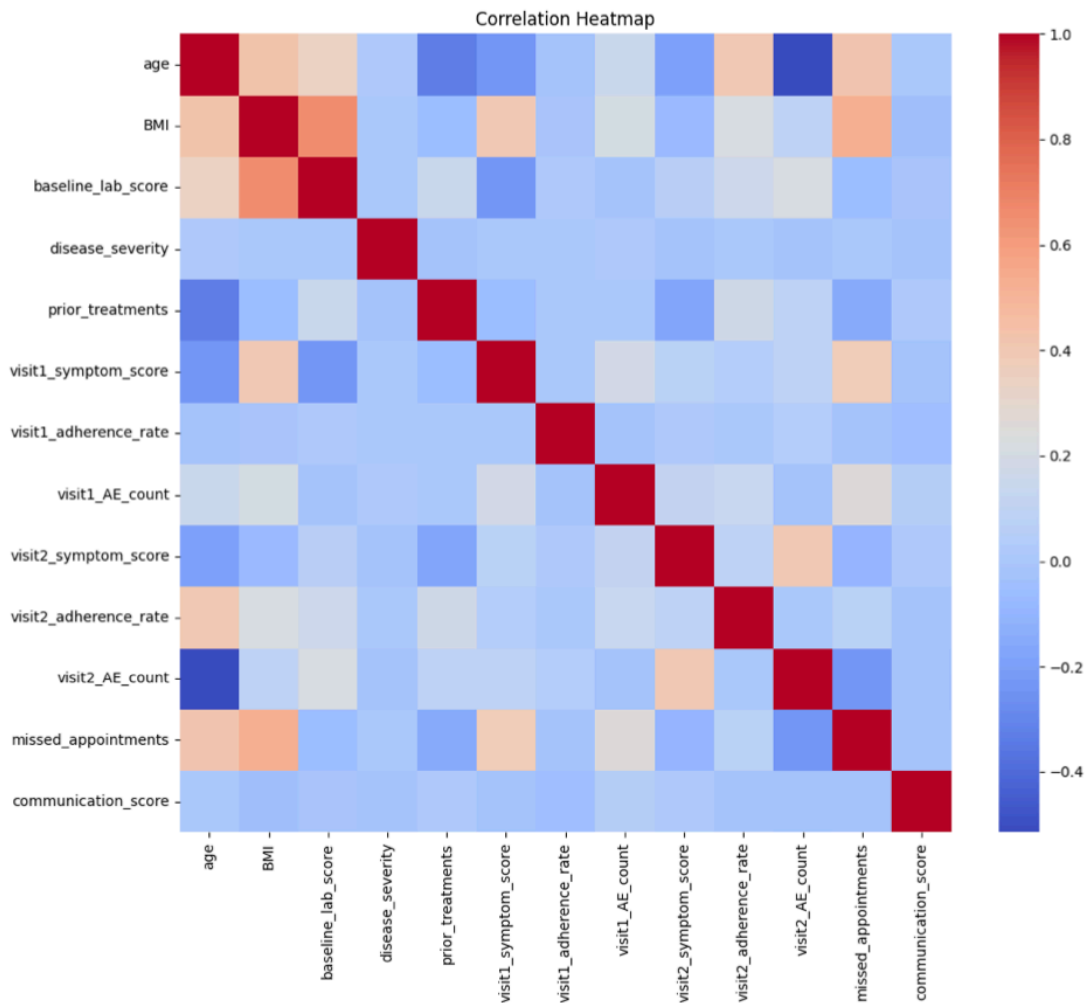 Correlation Heatmap
age
BMI
baseline_lab_score
disease_severity
prior_treatments
visit1_symptom_score
visit1_adherence_rate
visit1_AE_count
visit2_symptom_score
visit2_adherence_rate
visit2_AE_count
missed_appointments
communication_score
age
BMI
baseline_lab_score
disease_severity
prior_treatments
visit1_symptom_score
visit1_adherence_rate
visit1_AE_count
visit2_symptom_score
visit2_adherence_rate
visit2_AE_count
missed_appointments
communication_score
1.0
0.8
0.6
0.4
0.2
0.0
−0.2
−0.4